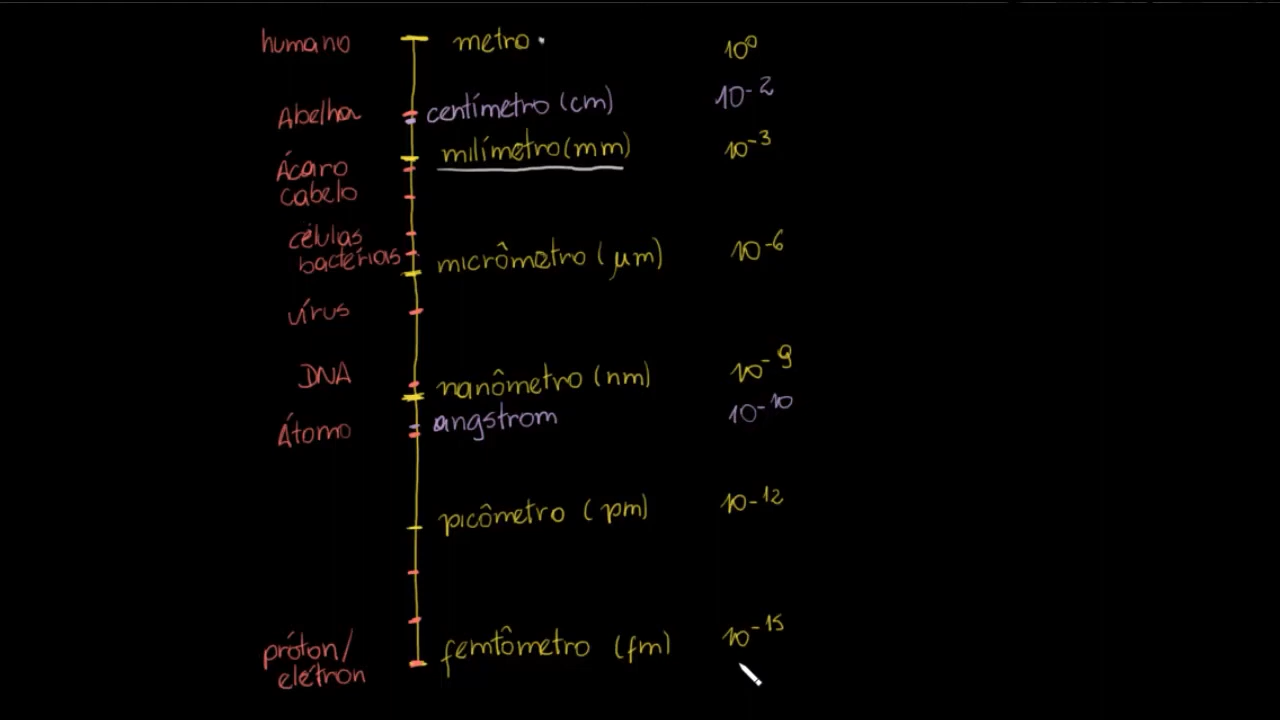 humano metro 10⁰
Abelha centímetro (cm) 10⁻²
milímetro (mm) 10⁻³
Ácaro
cabelo
células
bactérias micrômetro (μm) 10⁻⁶
vírus
DNA nanômetro (nm) 10⁻⁹
Átomo angstrom 10⁻¹⁰
picômetro (pm) 10⁻¹²
próton/ femtômetro (fm) 10⁻¹⁵
elétron